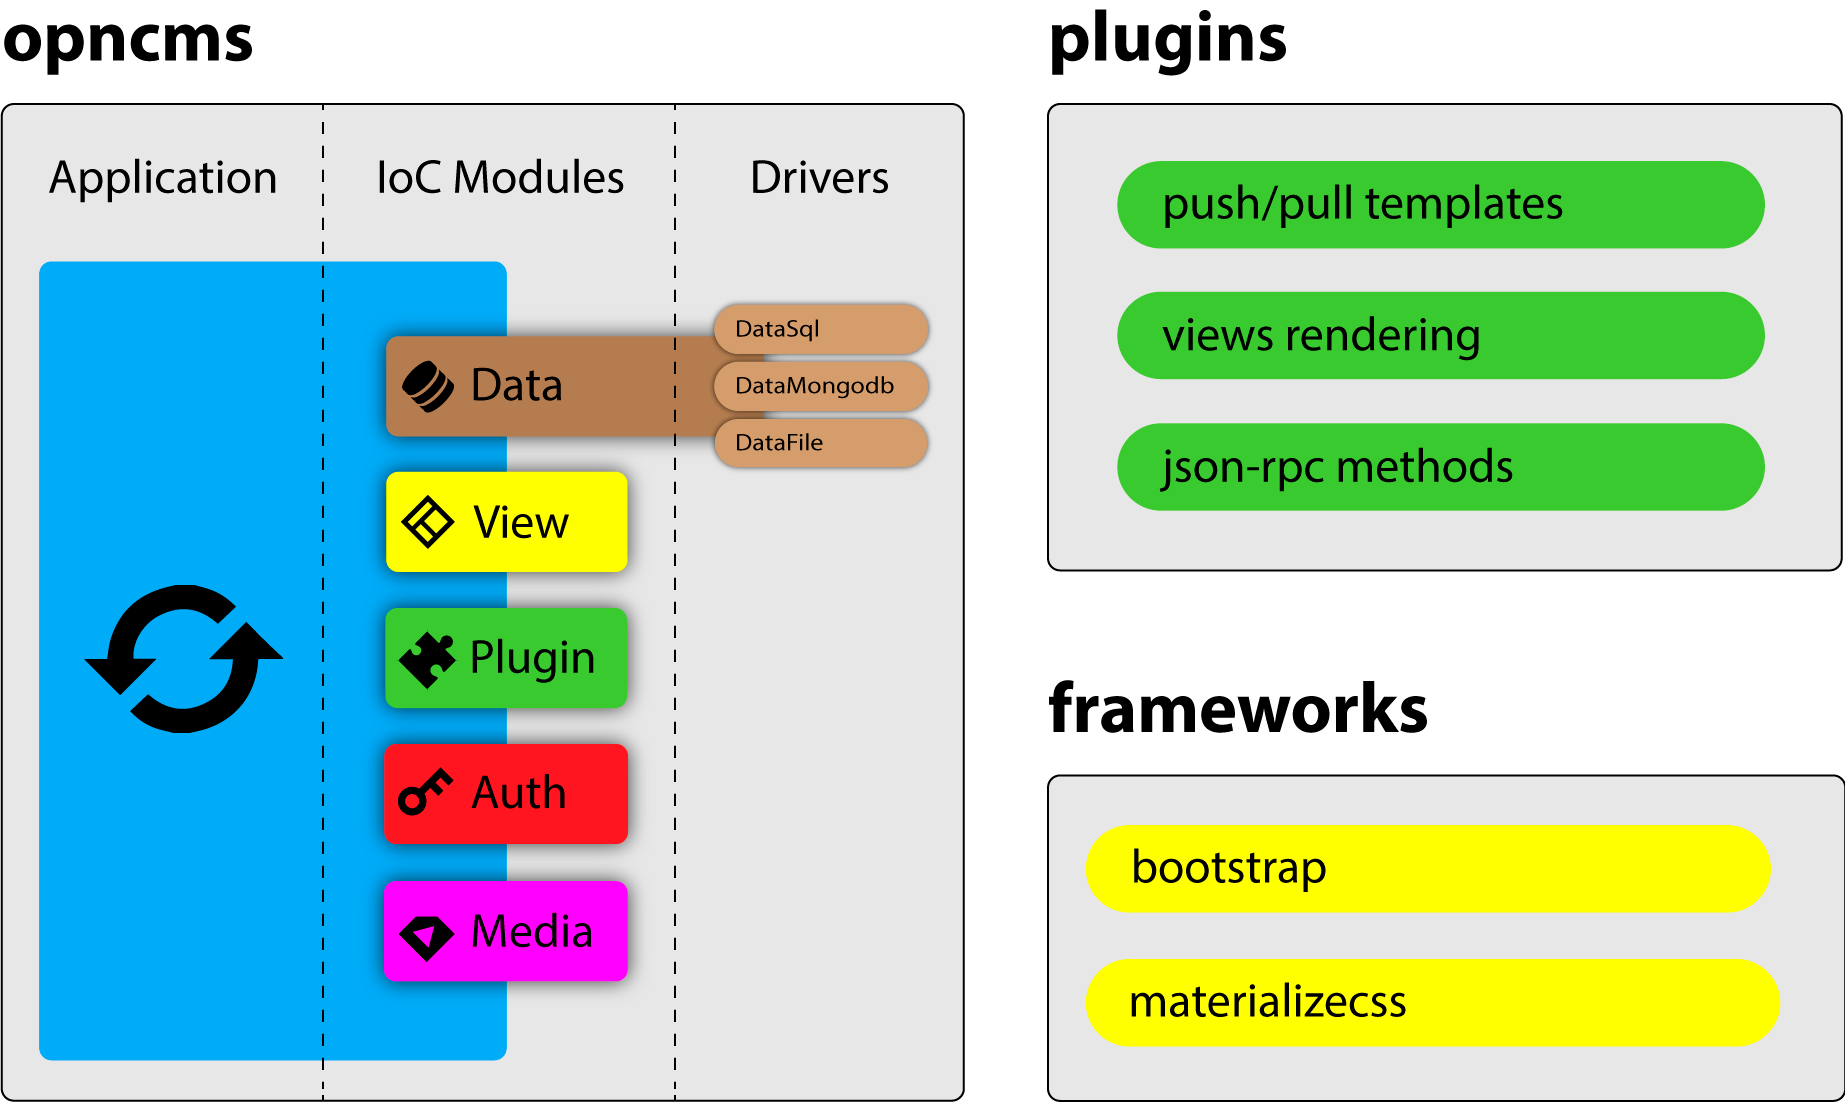 opncms
Application
IoC Modules
Drivers
Data
DataSql
DataMongodb
DataFile
View
Plugin
Auth
Media
plugins
push/pull templates
views rendering
json-rpc methods
frameworks
bootstrap
materializecss